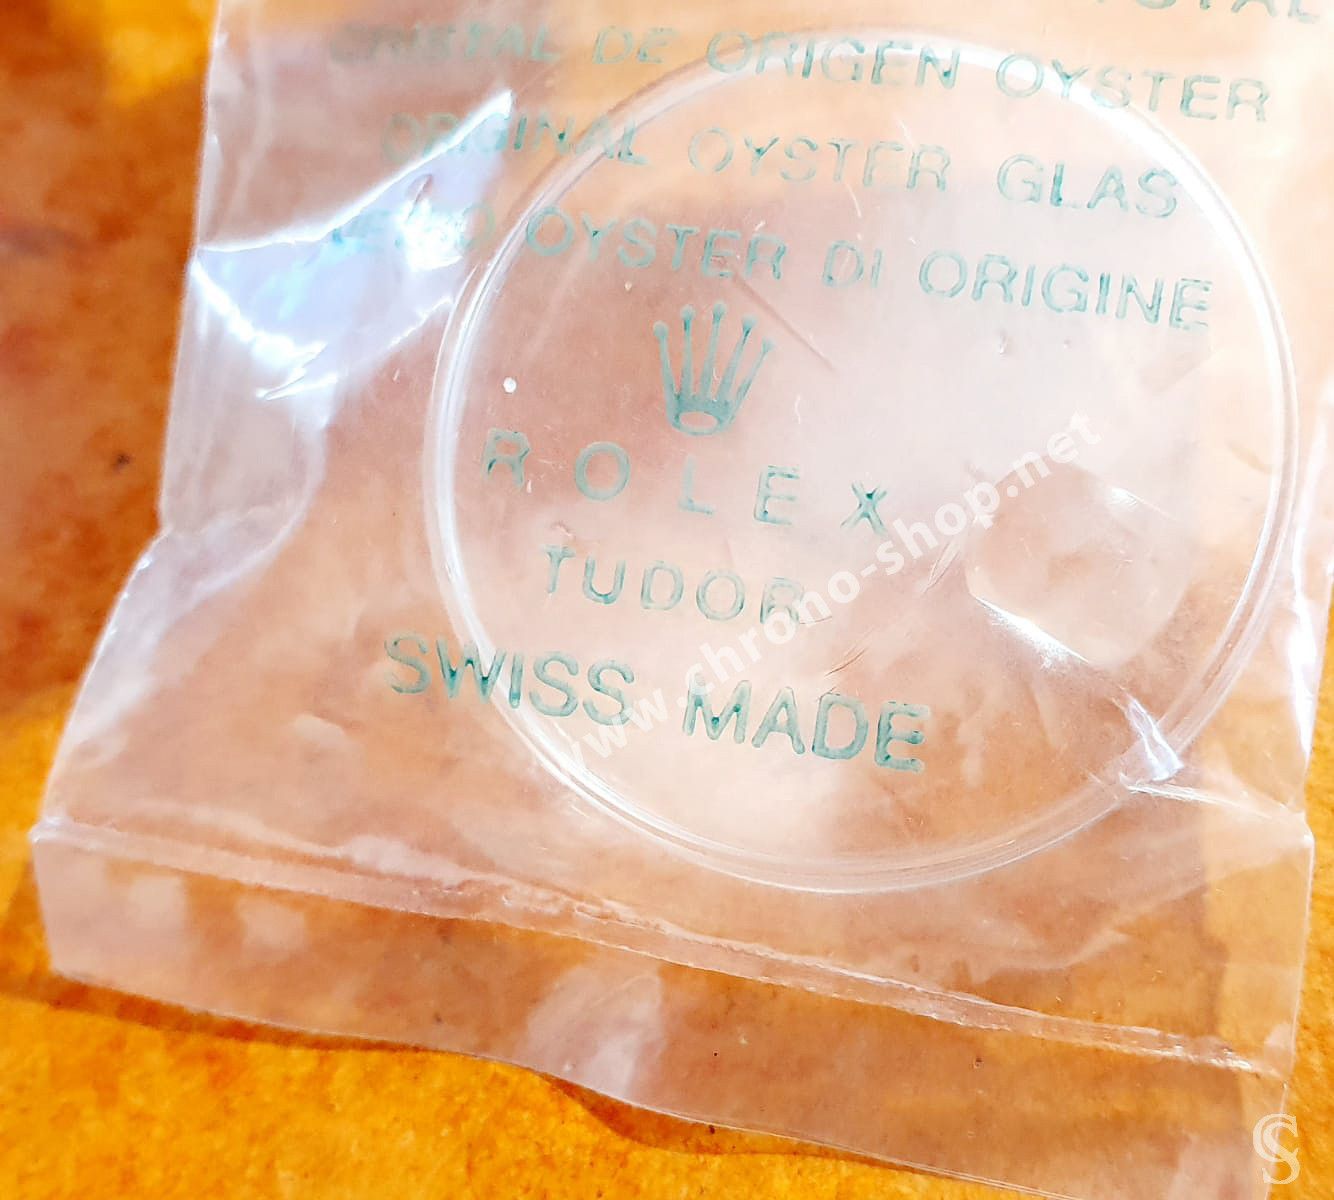 CRISTAL DE ORIGEN OYSTER
ORIGINAL OYSTER GLAS
OYSTER DI ORIGINE
ROLEX
TUDOR
SWISS MADE
www.chrono-shop.net